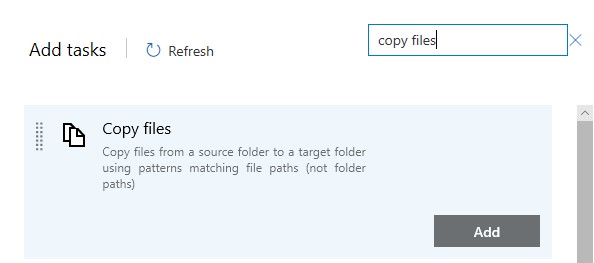 Add tasks
Refresh
copy files
Copy files
Copy files from a source folder to a target folder
using patterns matching file paths (not folder
paths)
Add